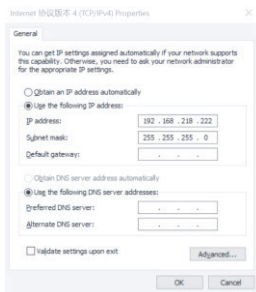 Internet 协议版本 4 (TCP/IPv4) Properties
General
You can get IP settings assigned automatically if your network supports
this capability. Otherwise, you need to ask your network administrator
for the appropriate IP settings.
Obtain an IP address automatically
Use the following IP address:
IP address: 192 . 168 . 218 . 222
Subnet mask: 255 . 255 . 255 . 0
Default gateway: . . .
Obtain DNS server address automatically
Use the following DNS server addresses:
Preferred DNS server: . . .
Alternate DNS server: . . .
Validate settings upon exit
Advanced...
OK Cancel